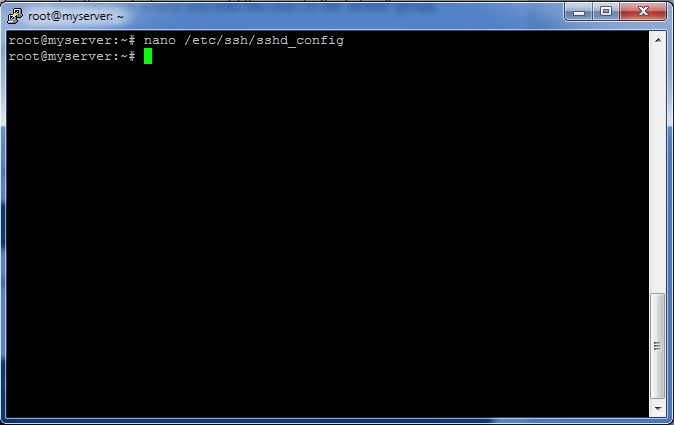 root@myserver: ~
root@myserver:~# nano /etc/ssh/sshd_config
root@myserver:~#